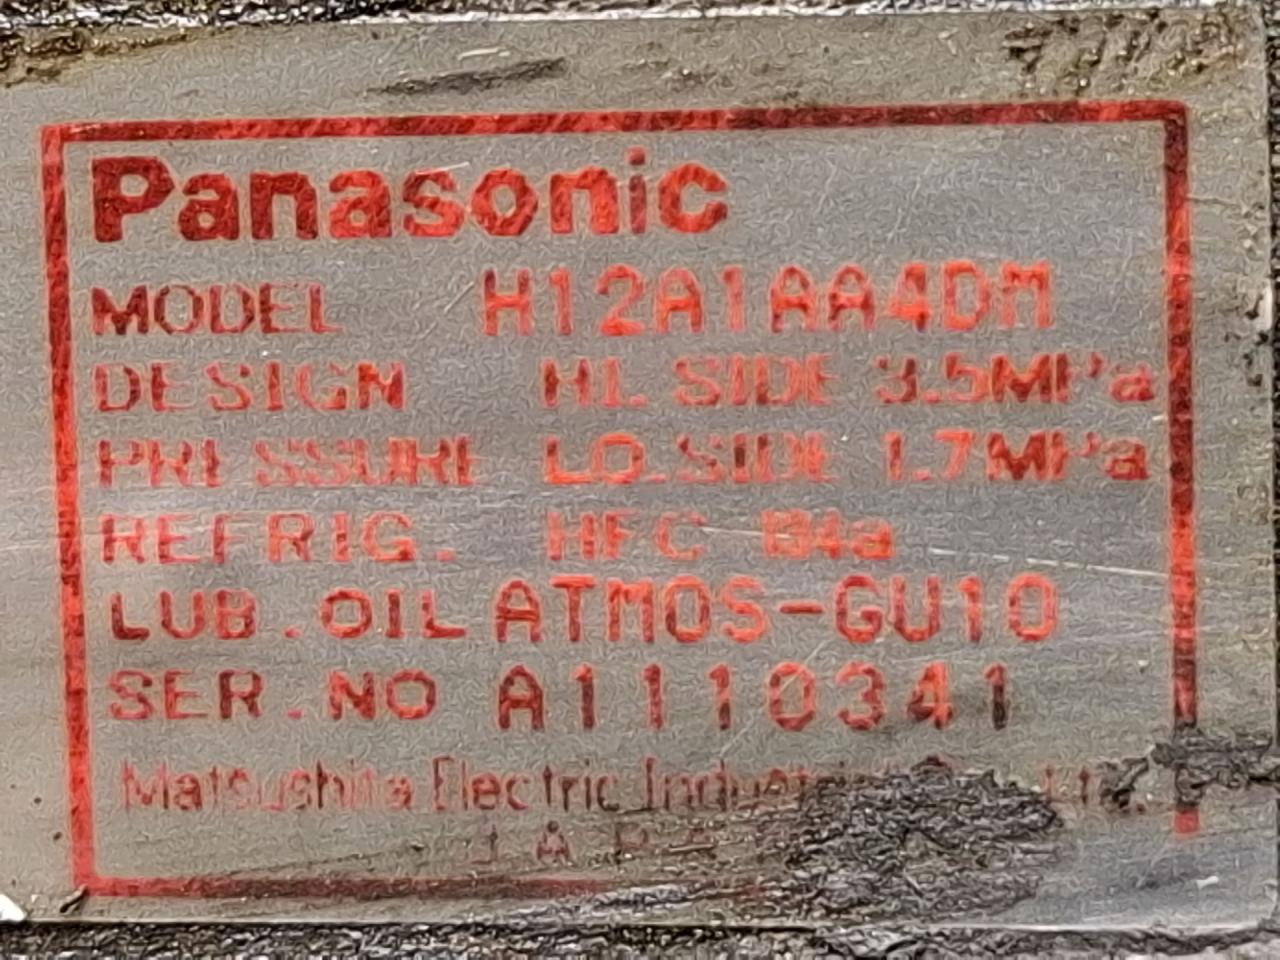 Panasonic
MODEL H12A1AA4DM
DESIGN HI. SIDE 3.5MPa
PRESSURE LO.SIDE 1.7MPa
REFRIG. HFC 134a
LUB.OIL ATMOS-GU10
SER.NO A1110341
Matsushita Electric Ltd.